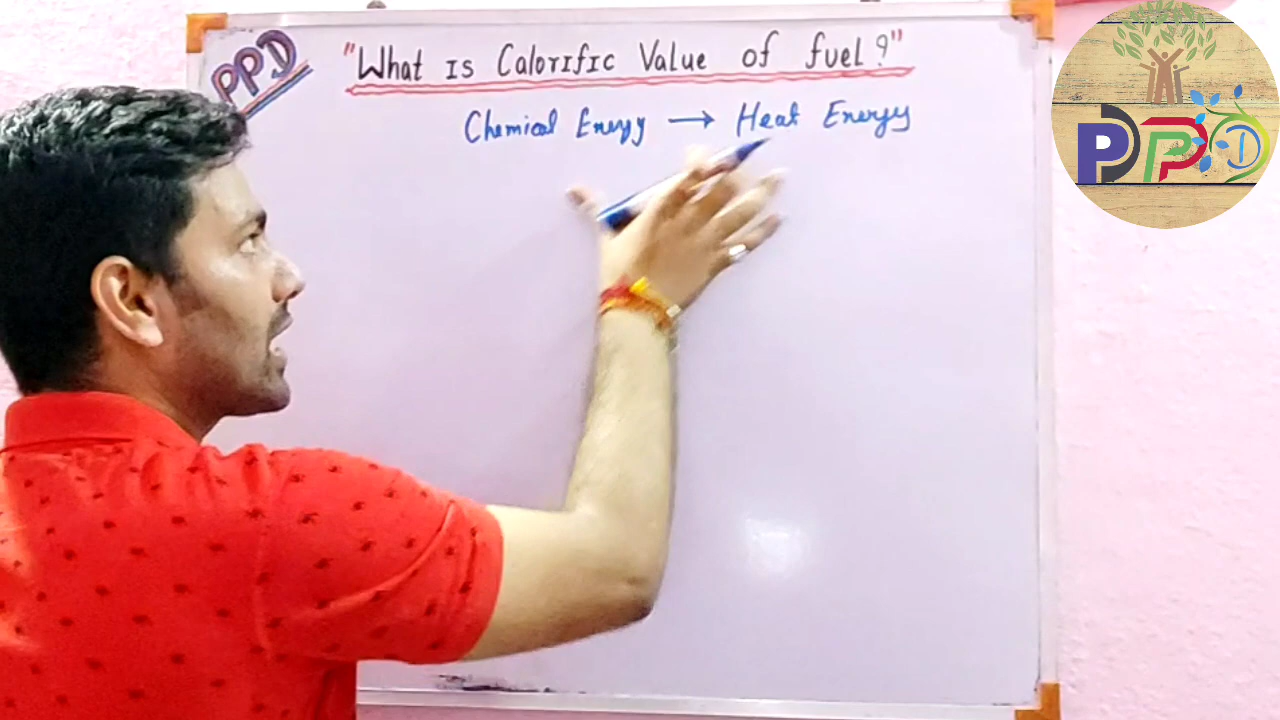 PPD
"What is Calorific Value of fuel?"
Chemical Energy → Heat Energy
PPD